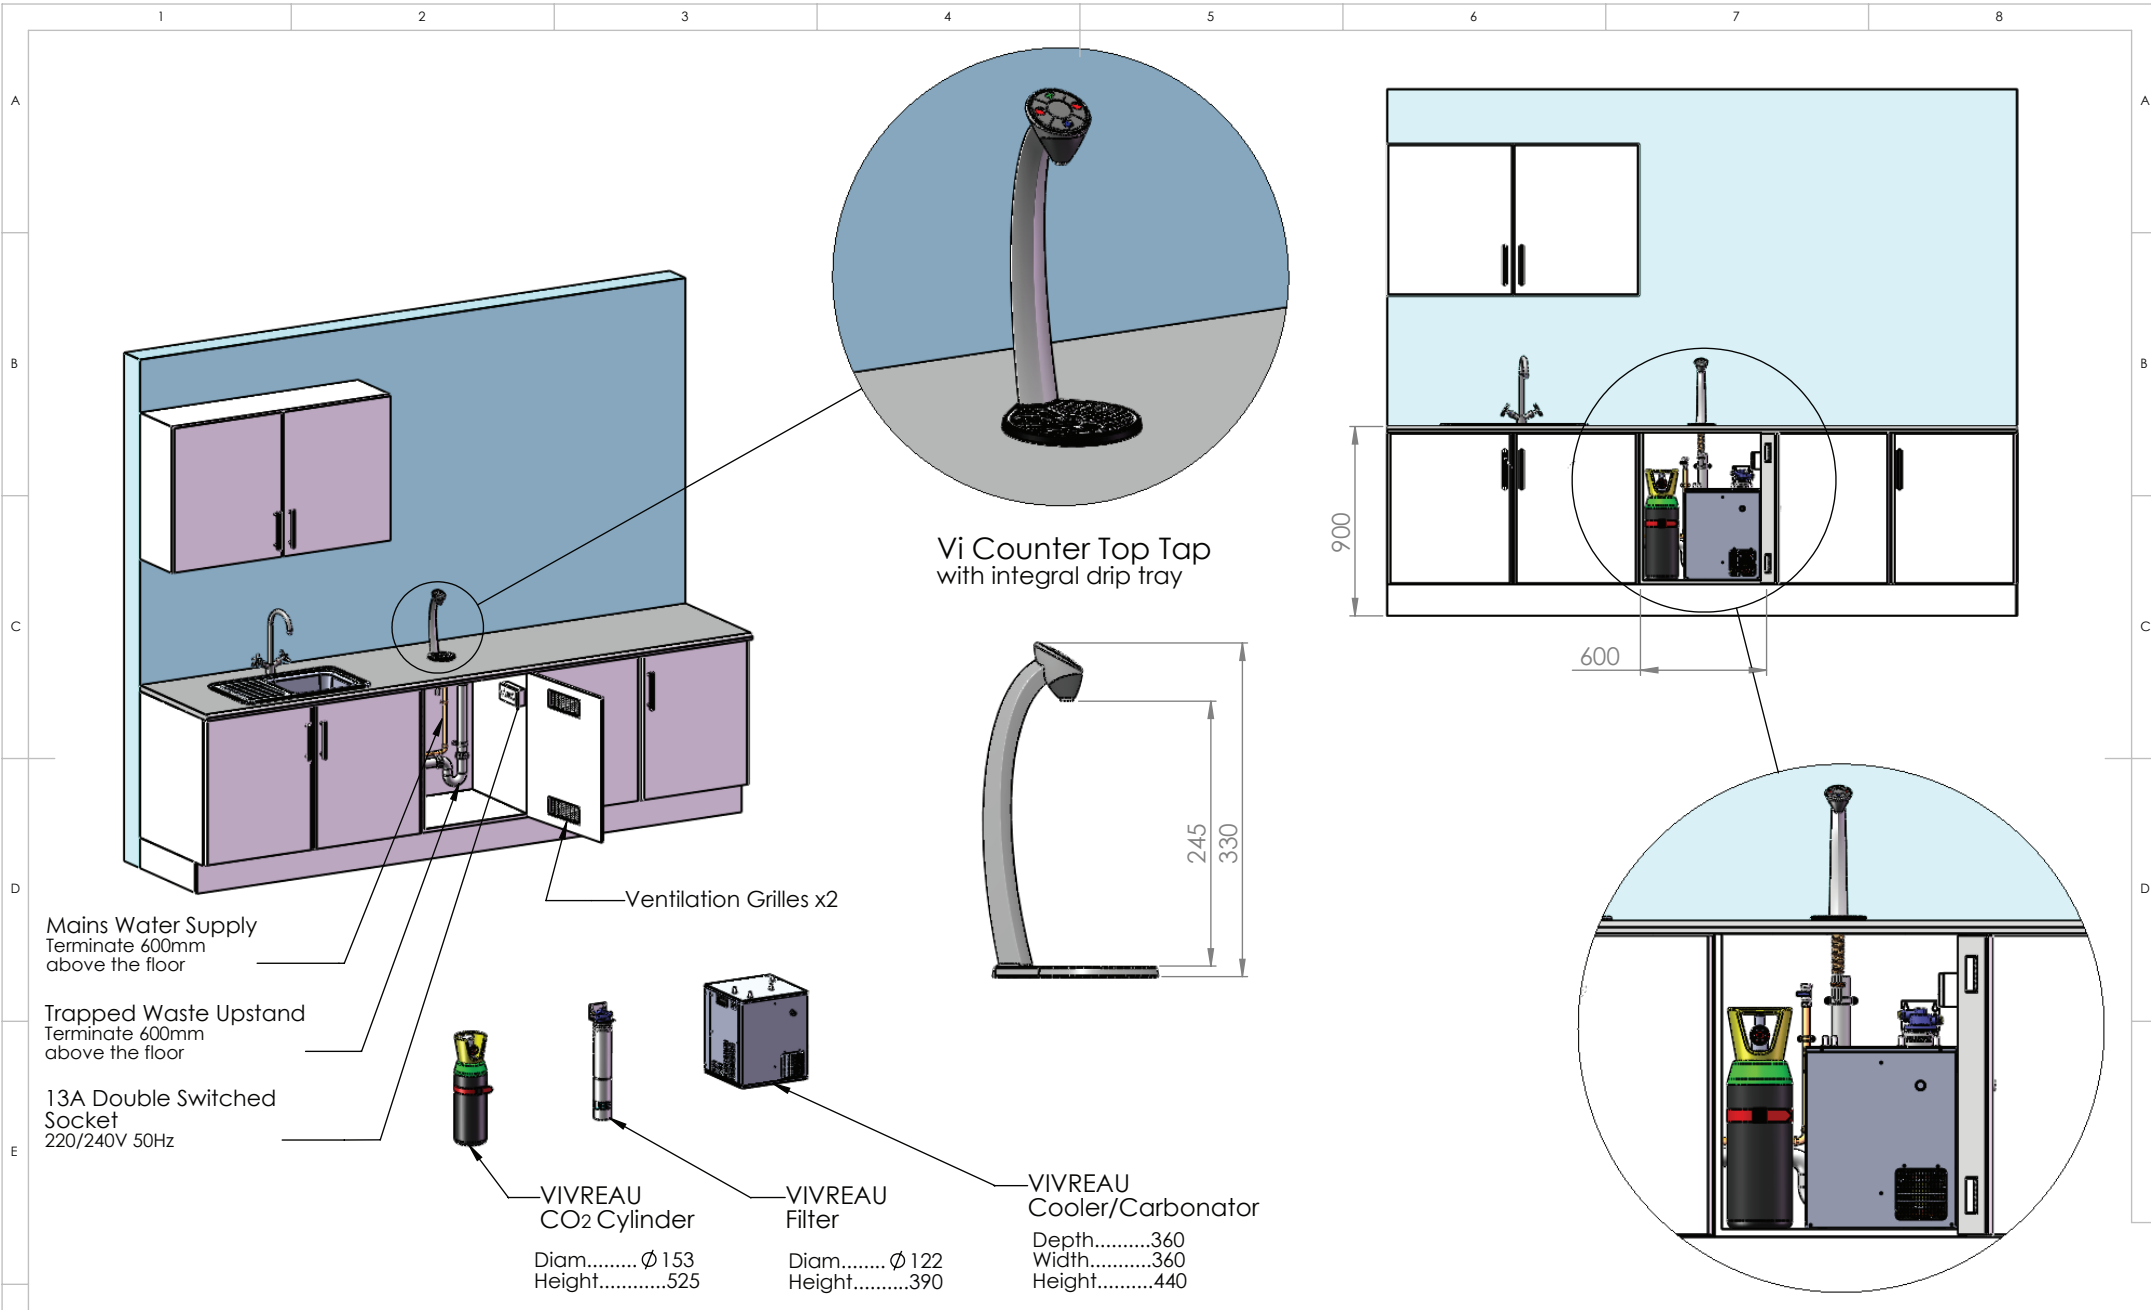 1 2 3 4 5 6 7 8
A A
B B
C C
D D
E
Vi Counter Top Tap
with integral drip tray
900
600
245
330
Ventilation Grilles x2
Mains Water Supply
Terminate 600mm
above the floor
Trapped Waste Upstand
Terminate 600mm
above the floor
13A Double Switched
Socket
220/240V 50Hz
VIVREAU
CO2 Cylinder
Diam......... Ø 153
Height............525
VIVREAU
Filter
Diam........ Ø 122
Height..........390
VIVREAU
Cooler/Carbonator
Depth..........360
Width...........360
Height..........440